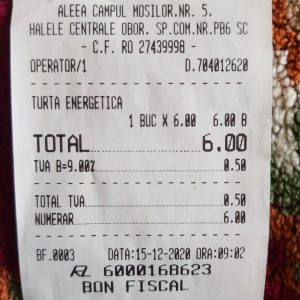 ALEEA CAMPUL MOSILOR.NR. 5,
HALELE CENTRALE OBOR. SP.COM.NR.PB6 SC
- C.F. RO 27439998 -
OPERATOR/1 D.704012620
TURTA ENERGETICA
1 BUC X 6.00 6.00 B
TOTAL 6.00
TVA B=9.00% 0.50
TOTAL TVA 0.50
NUMERAR 6.00
BF.0003 DATA:15-12-2020 ORA:09:02
6000168623
BON FISCAL